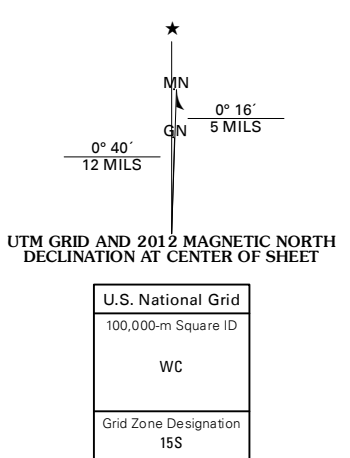 ★
MN
GN
0° 16´
5 MILS
0° 40´
12 MILS
UTM GRID AND 2012 MAGNETIC NORTH
DECLINATION AT CENTER OF SHEET
U.S. National Grid
100,000-m Square ID
WC
Grid Zone Designation
15S